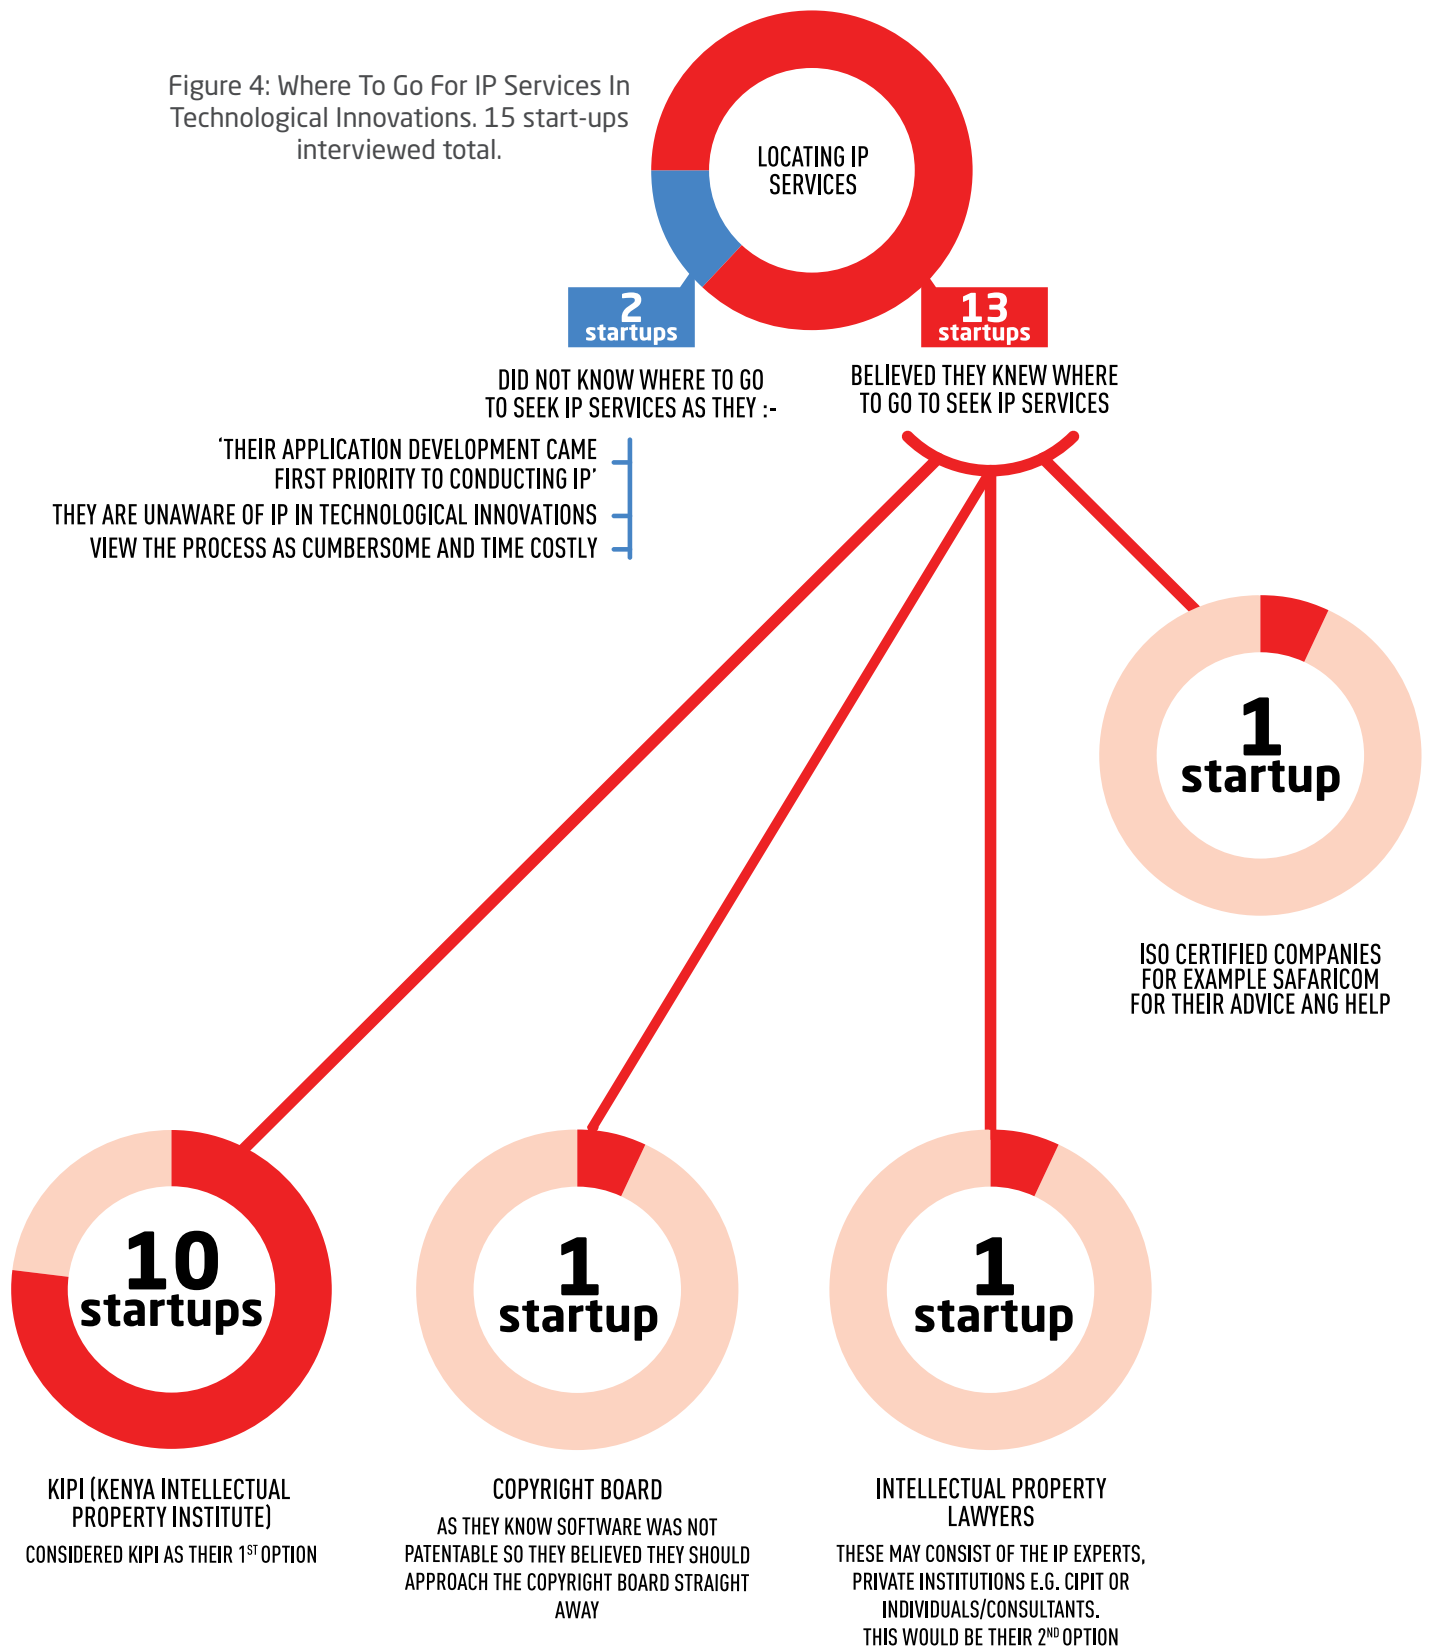 Figure 4: Where To Go For IP Services In
Technological Innovations. 15 start-ups
interviewed total.
LOCATING IP
SERVICES
2
startups
13
startups
DID NOT KNOW WHERE TO GO
TO SEEK IP SERVICES AS THEY :-
BELIEVED THEY KNEW WHERE
TO GO TO SEEK IP SERVICES
‘THEIR APPLICATION DEVELOPMENT CAME
FIRST PRIORITY TO CONDUCTING IP’
THEY ARE UNAWARE OF IP IN TECHNOLOGICAL INNOVATIONS
VIEW THE PROCESS AS CUMBERSOME AND TIME COSTLY
1
startup
ISO CERTIFIED COMPANIES
FOR EXAMPLE SAFARICOM
FOR THEIR ADVICE ANG HELP
10
startups
KIPI (KENYA INTELLECTUAL
PROPERTY INSTITUTE)
CONSIDERED KIPI AS THEIR 1ST OPTION
1
startup
COPYRIGHT BOARD
AS THEY KNOW SOFTWARE WAS NOT
PATENTABLE SO THEY BELIEVED THEY SHOULD
APPROACH THE COPYRIGHT BOARD STRAIGHT
AWAY
1
startup
INTELLECTUAL PROPERTY
LAWYERS
THESE MAY CONSIST OF THE IP EXPERTS,
PRIVATE INSTITUTIONS E.G. CIPIT OR
INDIVIDUALS/CONSULTANTS.
THIS WOULD BE THEIR 2ND OPTION